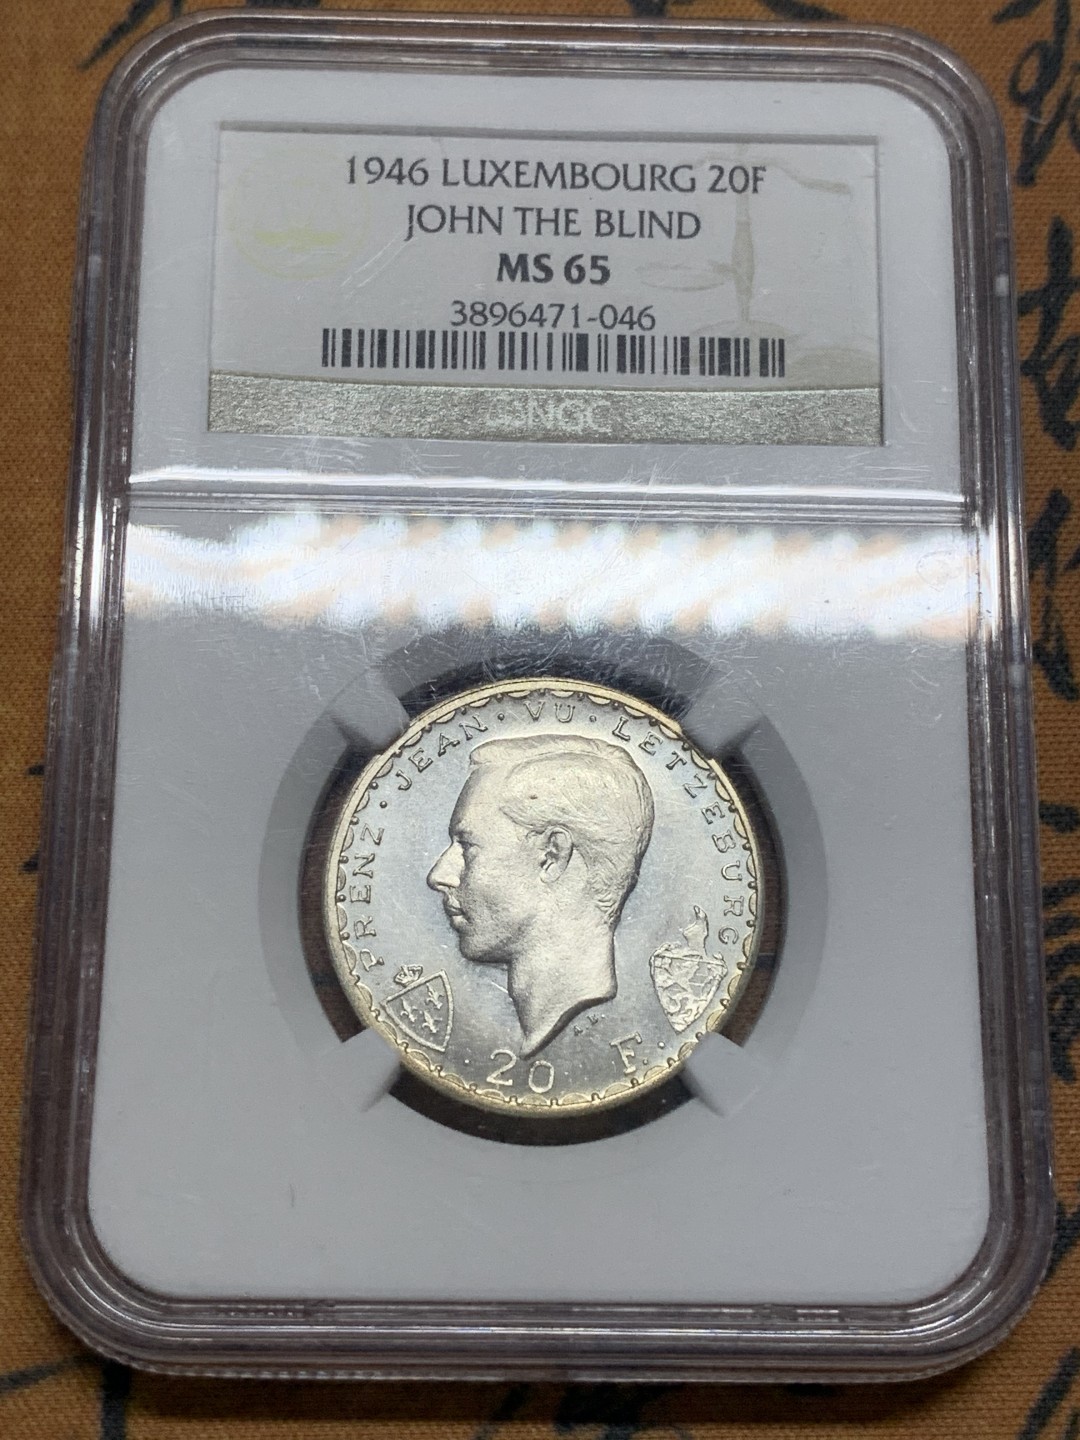 1946 LUXEMBOURG 20F
JOHN THE BLIND
MS 65
3896471-046
NGC
PRENZ · JEAN · VU · LETZEBURG
A.B.
· 20 F. ·